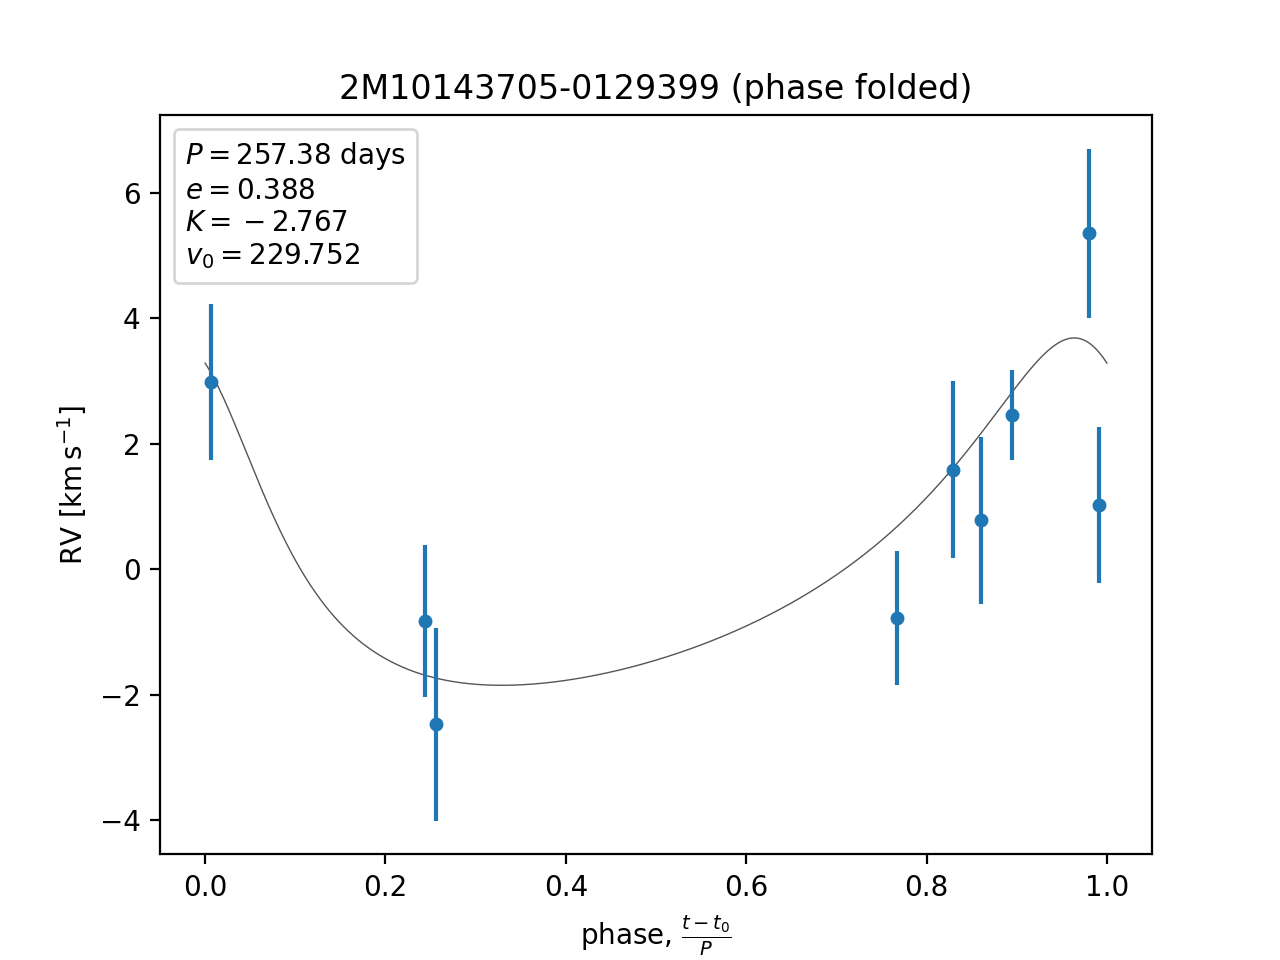 2M10143705-0129399 (phase folded)
P = 257.38 days
e = 0.388
K = −2.767
v₀ = 229.752
RV [km s⁻¹]
6
4
2
0
−2
−4
0.0 0.2 0.4 0.6 0.8 1.0
phase, (t − t₀)/P